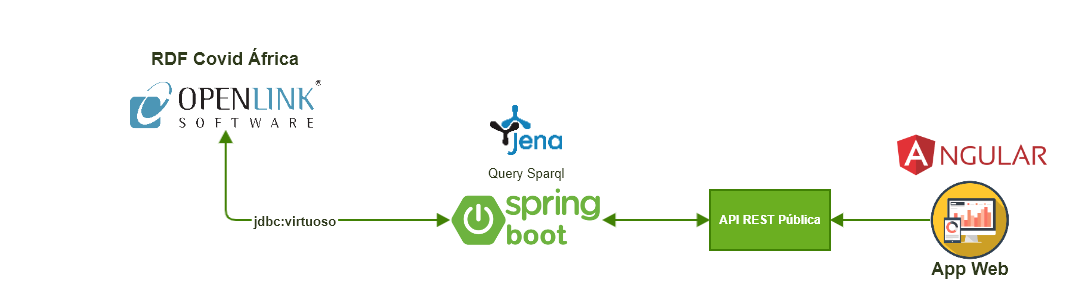 RDF Covid África
OPENLINK®
SOFTWARE
Jena
Query Sparql
spring
boot
jdbc:virtuoso
API REST Pública
ANGULAR
App Web